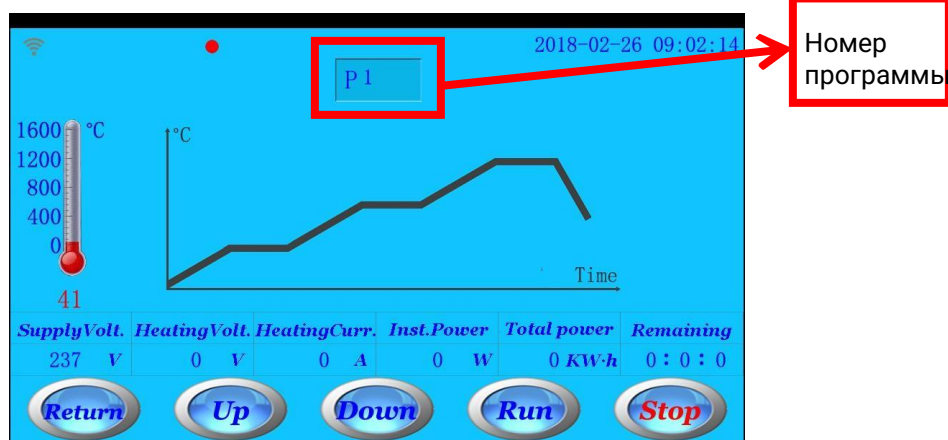 2018-02-26 09:02:14
P1
Номер
программы
1600 °C
1200
800
400
0
41
°C
Time
SupplyVolt. HeatingVolt. HeatingCurr. Inst.Power Total power Remaining
237 V 0 V 0 A 0 W 0 KW·h 0:0:0
Return Up Down Run Stop